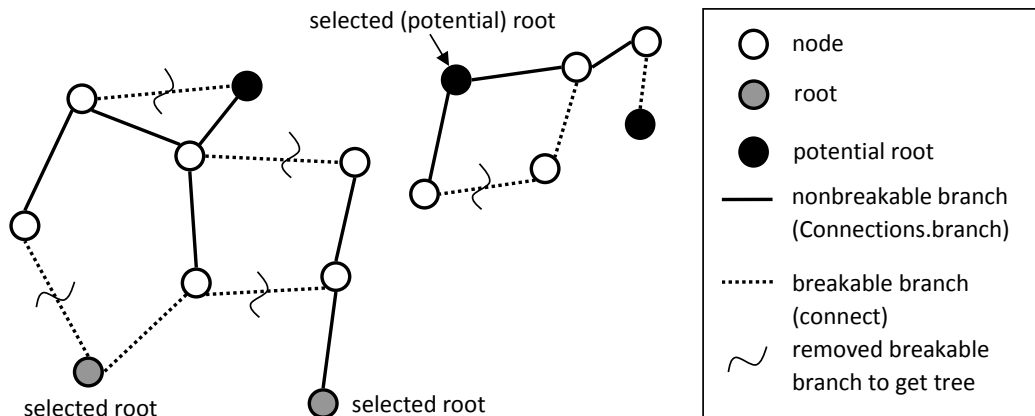 selected (potential) root
selected root
selected root
node
root
potential root
nonbreakable branch
(Connections.branch)
breakable branch
(connect)
removed breakable
branch to get tree